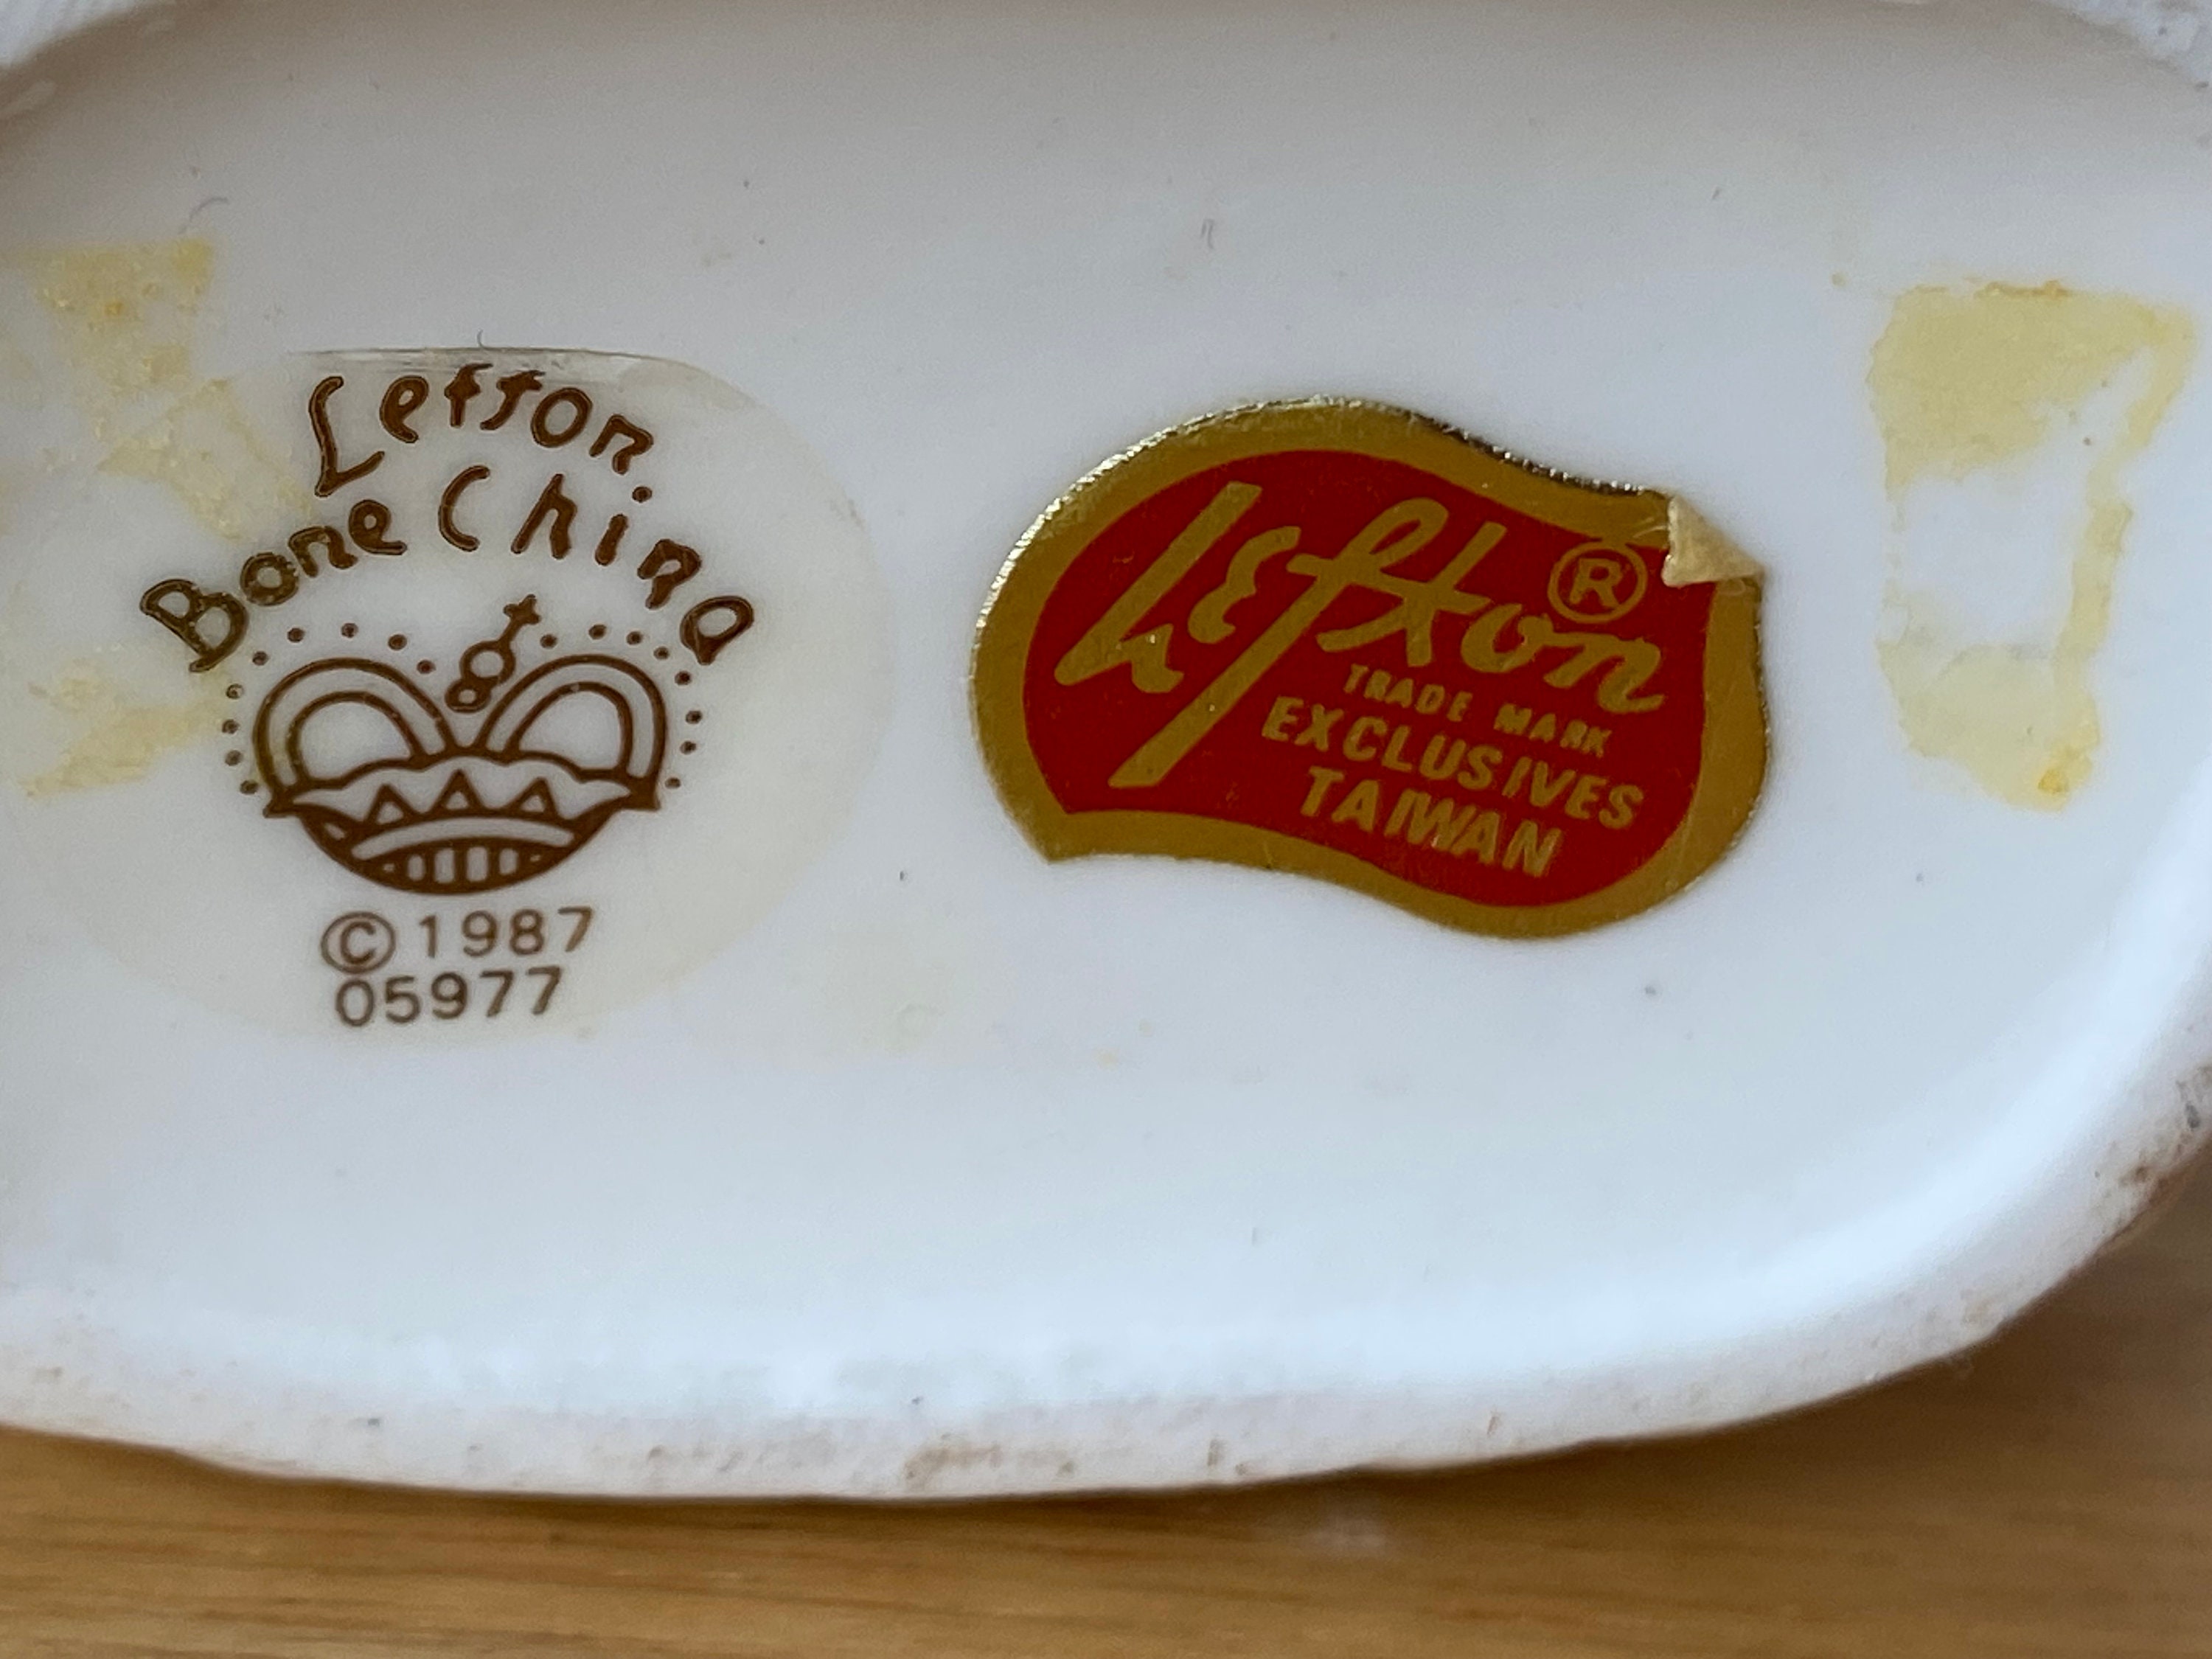 Lefton
Bone China
© 1987
05977
Lefton ®
TRADE MARK
EXCLUSIVES
TAIWAN